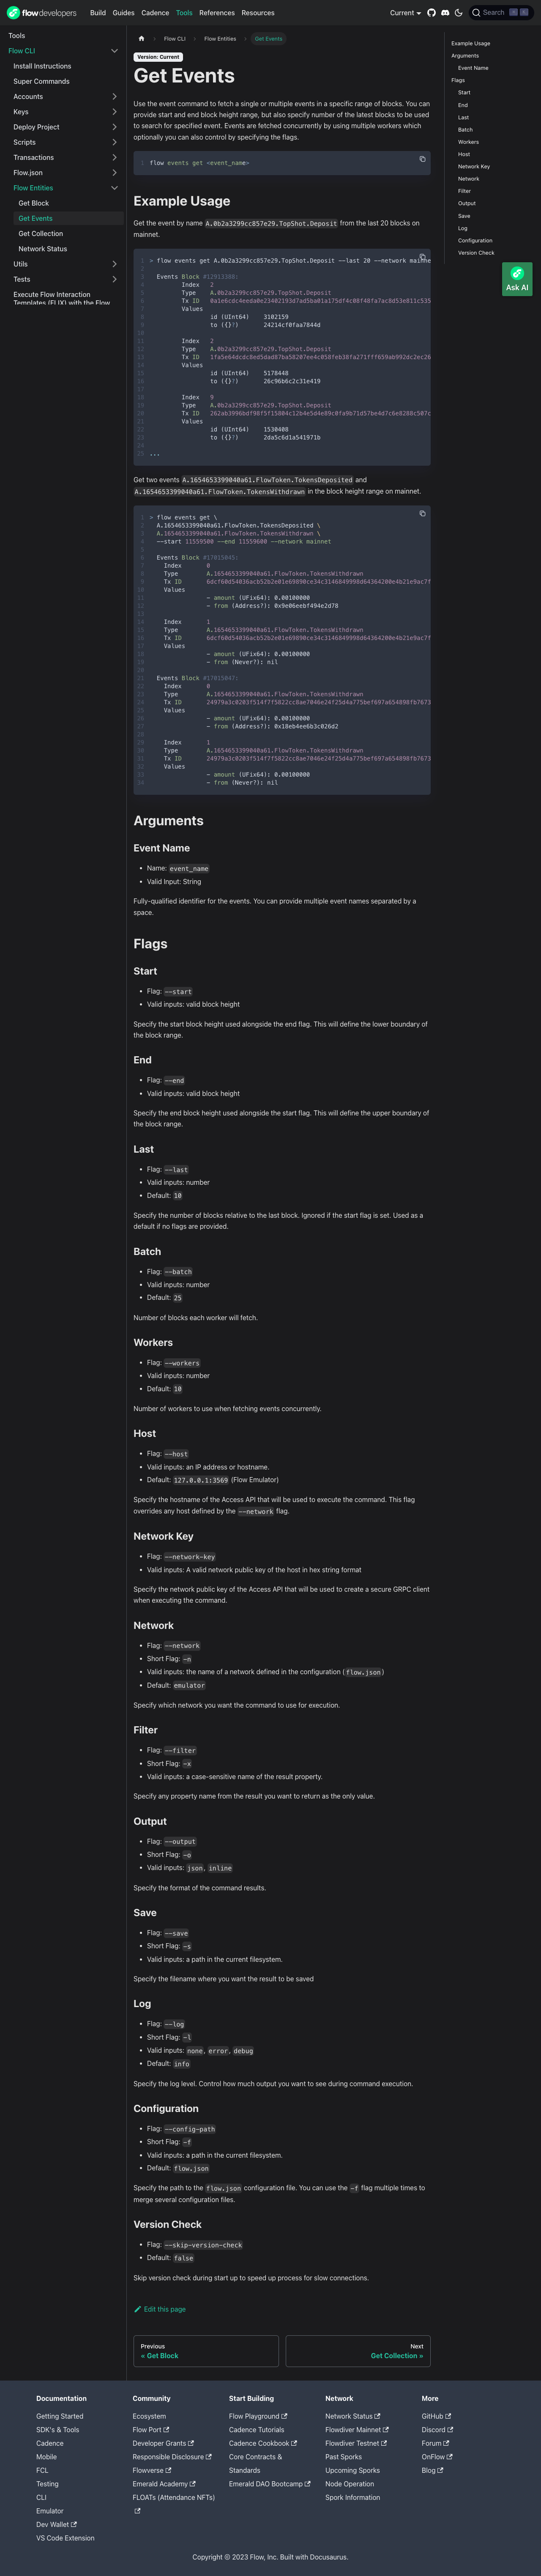 flow developers
Build Guides Cadence Tools References Resources
Current
Search
Tools
Flow CLI
Install Instructions
Super Commands
Accounts
Keys
Deploy Project
Scripts
Transactions
Flow.json
Flow Entities
Get Block
Get Events
Get Collection
Network Status
Utils
Tests
Execute Flow Interaction
Templates (FLIX) with the Flow
Flow CLI
Flow Entities
Get Events
Version: Current
Get Events
Use the event command to fetch a single or multiple events in a specific range of blocks. You can
provide start and end block height range, but also specify number of the latest blocks to be used
to search for specified event. Events are fetched concurrently by using multiple workers which
optionally you can also control by specifying the flags.
1 flow events get <event_name>
Example Usage
Get the event by name A.0b2a3299cc857e29.TopShot.Deposit from the last 20 blocks on
mainnet.
1 > flow events get A.0b2a3299cc857e29.TopShot.Deposit --last 20 --network mainne
2
3 Events Block #12913388:
4 Index 2
5 Type A.0b2a3299cc857e29.TopShot.Deposit
6 Tx ID
7 Values
8 id (UInt64) 3102159
9 to ({}?) 24214cf0faa7844d
10
11 Index 2
12 Type A.0b2a3299cc857e29.TopShot.Deposit
13 Tx ID
14 Values
15 id (UInt64) 5178448
16 to ({}?) 26c96b6c2c31e419
17
18 Index 9
19 Type A.0b2a3299cc857e29.TopShot.Deposit
20 Tx ID
21 Values
22 id (UInt64) 1530408
23 to ({}?) 2da5c6d1a541971b
24
25 ...
Get two events A.1654653399040a61.FlowToken.TokensDeposited and
A.1654653399040a61.FlowToken.TokensWithdrawn in the block height range on mainnet.
1 > flow events get \
2 A.1654653399040a61.FlowToken.TokensDeposited \
3 A.1654653399040a61.FlowToken.TokensWithdrawn \
4 --start 11559500 --end 11559600 --network mainnet
5
6 Events Block #17015045:
7 Index 0
8 Type A.1654653399040a61.FlowToken.TokensWithdrawn
9 Tx ID
10 Values
11 - amount (UFix64): 0.00100000
12 - from (Address?): 0x9e06eebf494e2d78
13
14 Index 1
15 Type A.1654653399040a61.FlowToken.TokensWithdrawn
16 Tx ID
17 Values
18 - amount (UFix64): 0.00100000
19 - from (Never?): nil
20
21 Events Block #17015047:
22 Index 0
23 Type A.1654653399040a61.FlowToken.TokensWithdrawn
24 Tx ID
25 Values
26 - amount (UFix64): 0.00100000
27 - from (Address?): 0x18eb4ee6b3c026d2
28
29 Index 1
30 Type A.1654653399040a61.FlowToken.TokensWithdrawn
31 Tx ID
32 Values
33 - amount (UFix64): 0.00100000
34 - from (Never?): nil
Arguments
Event Name
Name: event_name
Valid Input: String
Fully-qualified identifier for the events. You can provide multiple event names separated by a
space.
Flags
Start
Flag: --start
Valid inputs: valid block height
Specify the start block height used alongside the end flag. This will define the lower boundary of
the block range.
End
Flag: --end
Valid inputs: valid block height
Specify the end block height used alongside the start flag. This will define the upper boundary of
the block range.
Last
Flag: --last
Valid inputs: number
Default: 10
Specify the number of blocks relative to the last block. Ignored if the start flag is set. Used as a
default if no flags are provided.
Batch
Flag: --batch
Valid inputs: number
Default: 25
Number of blocks each worker will fetch.
Workers
Flag: --workers
Valid inputs: number
Default: 10
Number of workers to use when fetching events concurrently.
Host
Flag: --host
Valid inputs: an IP address or hostname.
Default: 127.0.0.1:3569 (Flow Emulator)
Specify the hostname of the Access API that will be used to execute the command. This flag
overrides any host defined by the --network flag.
Network Key
Flag: --network-key
Valid inputs: A valid network public key of the host in hex string format
Specify the network public key of the Access API that will be used to create a secure GRPC client
when executing the command.
Network
Flag: --network
Short Flag: -n
Valid inputs: the name of a network defined in the configuration (flow.json)
Default: emulator
Specify which network you want the command to use for execution.
Filter
Flag: --filter
Short Flag: -x
Valid inputs: a case-sensitive name of the result property.
Specify any property name from the result you want to return as the only value.
Output
Flag: --output
Short Flag: -o
Valid inputs: json, inline
Specify the format of the command results.
Save
Flag: --save
Short Flag: -s
Valid inputs: a path in the current filesystem.
Specify the filename where you want the result to be saved
Log
Flag: --log
Short Flag: -l
Valid inputs: none, error, debug
Default: info
Specify the log level. Control how much output you want to see during command execution.
Configuration
Flag: --config-path
Short Flag: -f
Valid inputs: a path in the current filesystem.
Default: flow.json
Specify the path to the flow.json configuration file. You can use the -f flag multiple times to
merge several configuration files.
Version Check
Flag: --skip-version-check
Default: false
Skip version check during start up to speed up process for slow connections.
Edit this page
Previous
« Get Block
Next
Get Collection »
Example Usage
Arguments
Event Name
Flags
Start
End
Last
Batch
Workers
Host
Network Key
Network
Filter
Output
Save
Log
Configuration
Version Check
Ask AI
Documentation
Getting Started
SDK's & Tools
Cadence
Mobile
FCL
Testing
CLI
Emulator
Dev Wallet
VS Code Extension
Community
Ecosystem
Flow Port
Developer Grants
Responsible Disclosure
Flowverse
Emerald Academy
FLOATs (Attendance NFTs)
Start Building
Flow Playground
Cadence Tutorials
Cadence Cookbook
Core Contracts &
Standards
Emerald DAO Bootcamp
Network
Network Status
Flowdiver Mainnet
Flowdiver Testnet
Past Sporks
Upcoming Sporks
Node Operation
Spork Information
More
GitHub
Discord
Forum
OnFlow
Blog
Copyright © 2023 Flow, Inc. Built with Docusaurus.